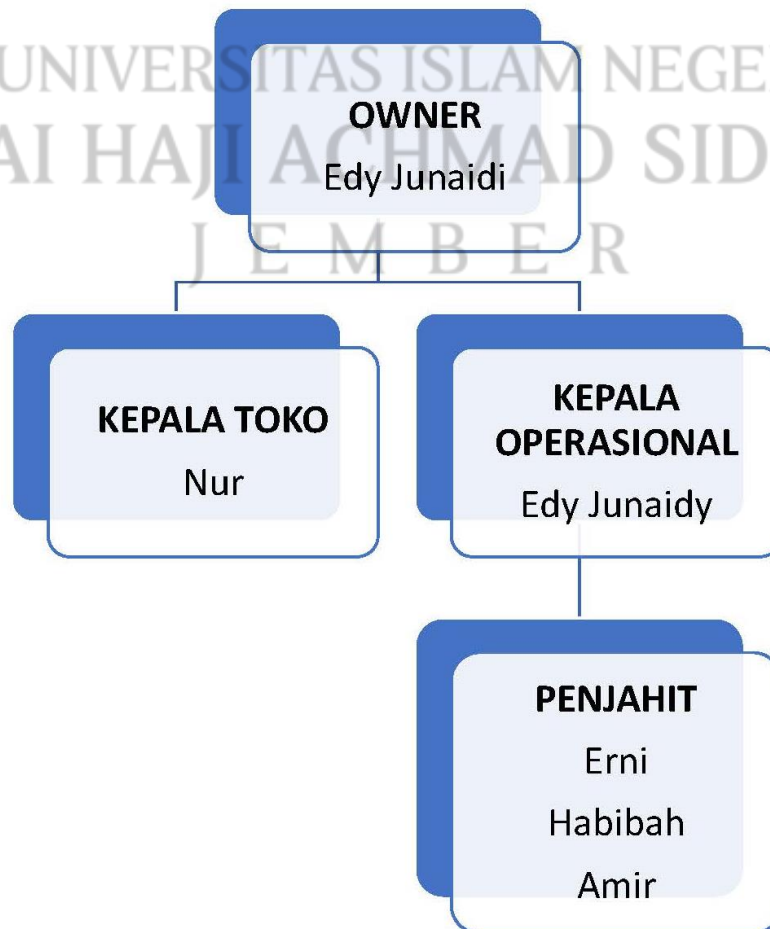 UNIVERSITAS ISLAM NEGE
AI HAJI ACHMAD SID
JEMBER
OWNER
Edy Junaidi
KEPALA TOKO
Nur
KEPALA
OPERASIONAL
Edy Junaidy
PENJAHIT
Erni
Habibah
Amir